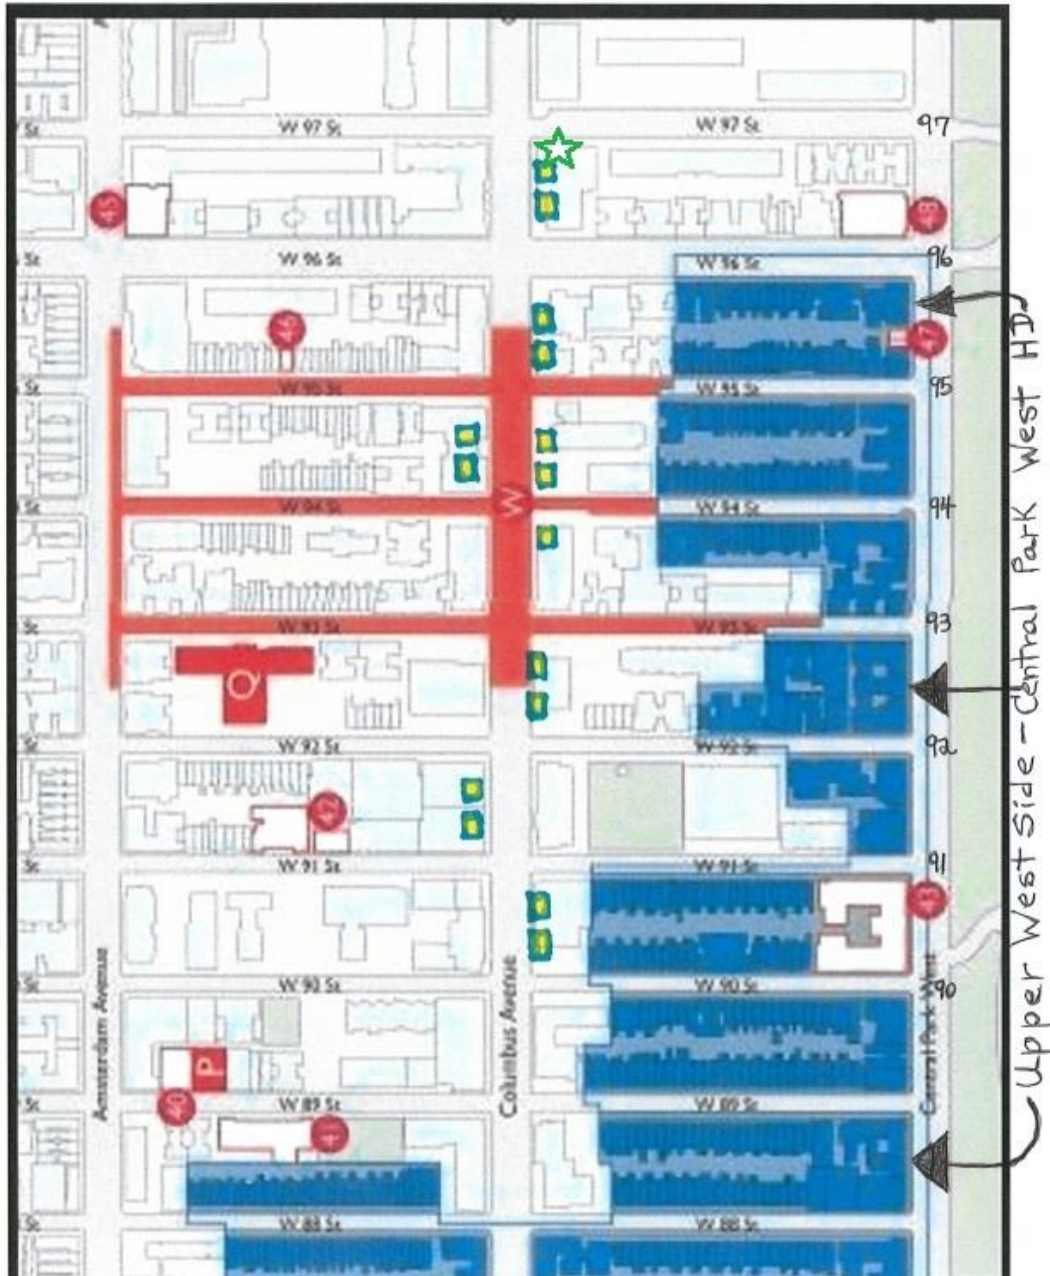 W 97 St
W 97 St
97
45
48
W 96 St
W 96 St
96
46
47
W 95 St
W 95 St
95
W 94 St
W
W 94 St
94
W 93 St
W 93 St
93
Q
W 92 St
W 92 St
92
42
W 91 St
W 91 St
91
43
W 90 St
W 90 St
90
Amsterdam Avenue
Columbus Avenue
Central Park West
P
40
W 89 St
W 89 St
41
W 88 St
W 88 St
Upper West Side - Central Park West HD